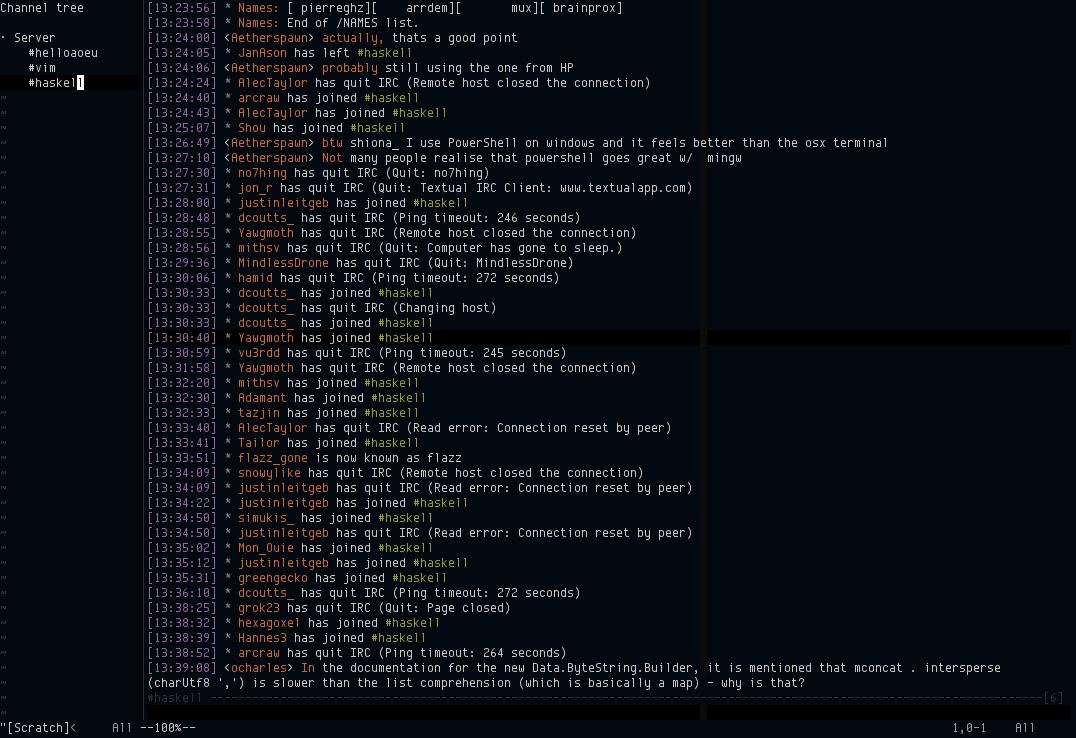 Channel tree
· Server
#helloaoeu
#vim
#haskell
[13:23:56] * Names: [ pierreghz][    arrdem][       mux][ brainprox]
[13:23:58] * Names: End of /NAMES list.
[13:24:00] <Aetherspawn> actually, thats a good point
[13:24:05] * JanAson has left #haskell
[13:24:06] <Aetherspawn> probably still using the one from HP
[13:24:24] * AlecTaylor has quit IRC (Remote host closed the connection)
[13:24:40] * arcraw has joined #haskell
[13:24:43] * AlecTaylor has joined #haskell
[13:25:07] * Shou has joined #haskell
[13:26:49] <Aetherspawn> btw shiona_ I use PowerShell on windows and it feels better than the osx terminal
[13:27:10] <Aetherspawn> Not many people realise that powershell goes great w/  mingw
[13:27:30] * no7hing has quit IRC (Quit: no7hing)
[13:27:31] * jon_r has quit IRC (Quit: Textual IRC Client: www.textualapp.com)
[13:28:00] * justinleitgeb has joined #haskell
[13:28:48] * dcoutts_ has quit IRC (Ping timeout: 246 seconds)
[13:28:55] * Yawgmoth has quit IRC (Remote host closed the connection)
[13:28:56] * mithsv has quit IRC (Quit: Computer has gone to sleep.)
[13:29:36] * MindlessDrone has quit IRC (Quit: MindlessDrone)
[13:30:06] * hamid has quit IRC (Ping timeout: 272 seconds)
[13:30:33] * dcoutts_ has joined #haskell
[13:30:33] * dcoutts_ has quit IRC (Changing host)
[13:30:33] * dcoutts_ has joined #haskell
[13:30:40] * Yawgmoth has joined #haskell
[13:30:59] * vu3rdd has quit IRC (Ping timeout: 245 seconds)
[13:31:58] * Yawgmoth has quit IRC (Remote host closed the connection)
[13:32:20] * mithsv has joined #haskell
[13:32:30] * Adamant has joined #haskell
[13:32:33] * tazjin has joined #haskell
[13:33:40] * AlecTaylor has quit IRC (Read error: Connection reset by peer)
[13:33:41] * Tailor has joined #haskell
[13:33:51] * flazz_gone is now known as flazz
[13:34:09] * snowylike has quit IRC (Remote host closed the connection)
[13:34:09] * justinleitgeb has quit IRC (Read error: Connection reset by peer)
[13:34:22] * justinleitgeb has joined #haskell
[13:34:50] * simukis_ has joined #haskell
[13:34:50] * justinleitgeb has quit IRC (Read error: Connection reset by peer)
[13:35:02] * Mon_Ouie has joined #haskell
[13:35:12] * justinleitgeb has joined #haskell
[13:35:31] * greengecko has joined #haskell
[13:36:10] * dcoutts_ has quit IRC (Ping timeout: 272 seconds)
[13:38:25] * grok23 has quit IRC (Quit: Page closed)
[13:38:32] * hexagoxel has joined #haskell
[13:38:39] * Hannes3 has joined #haskell
[13:38:52] * arcraw has quit IRC (Ping timeout: 264 seconds)
[13:39:08] <ocharles> In the documentation for the new Data.ByteString.Builder, it is mentioned that mconcat . intersperse
(charUtf8 ',') is slower than the list comprehension (which is basically a map) - why is that?
#haskell [6]
"[Scratch]<     All --100%--     1,0-1    All